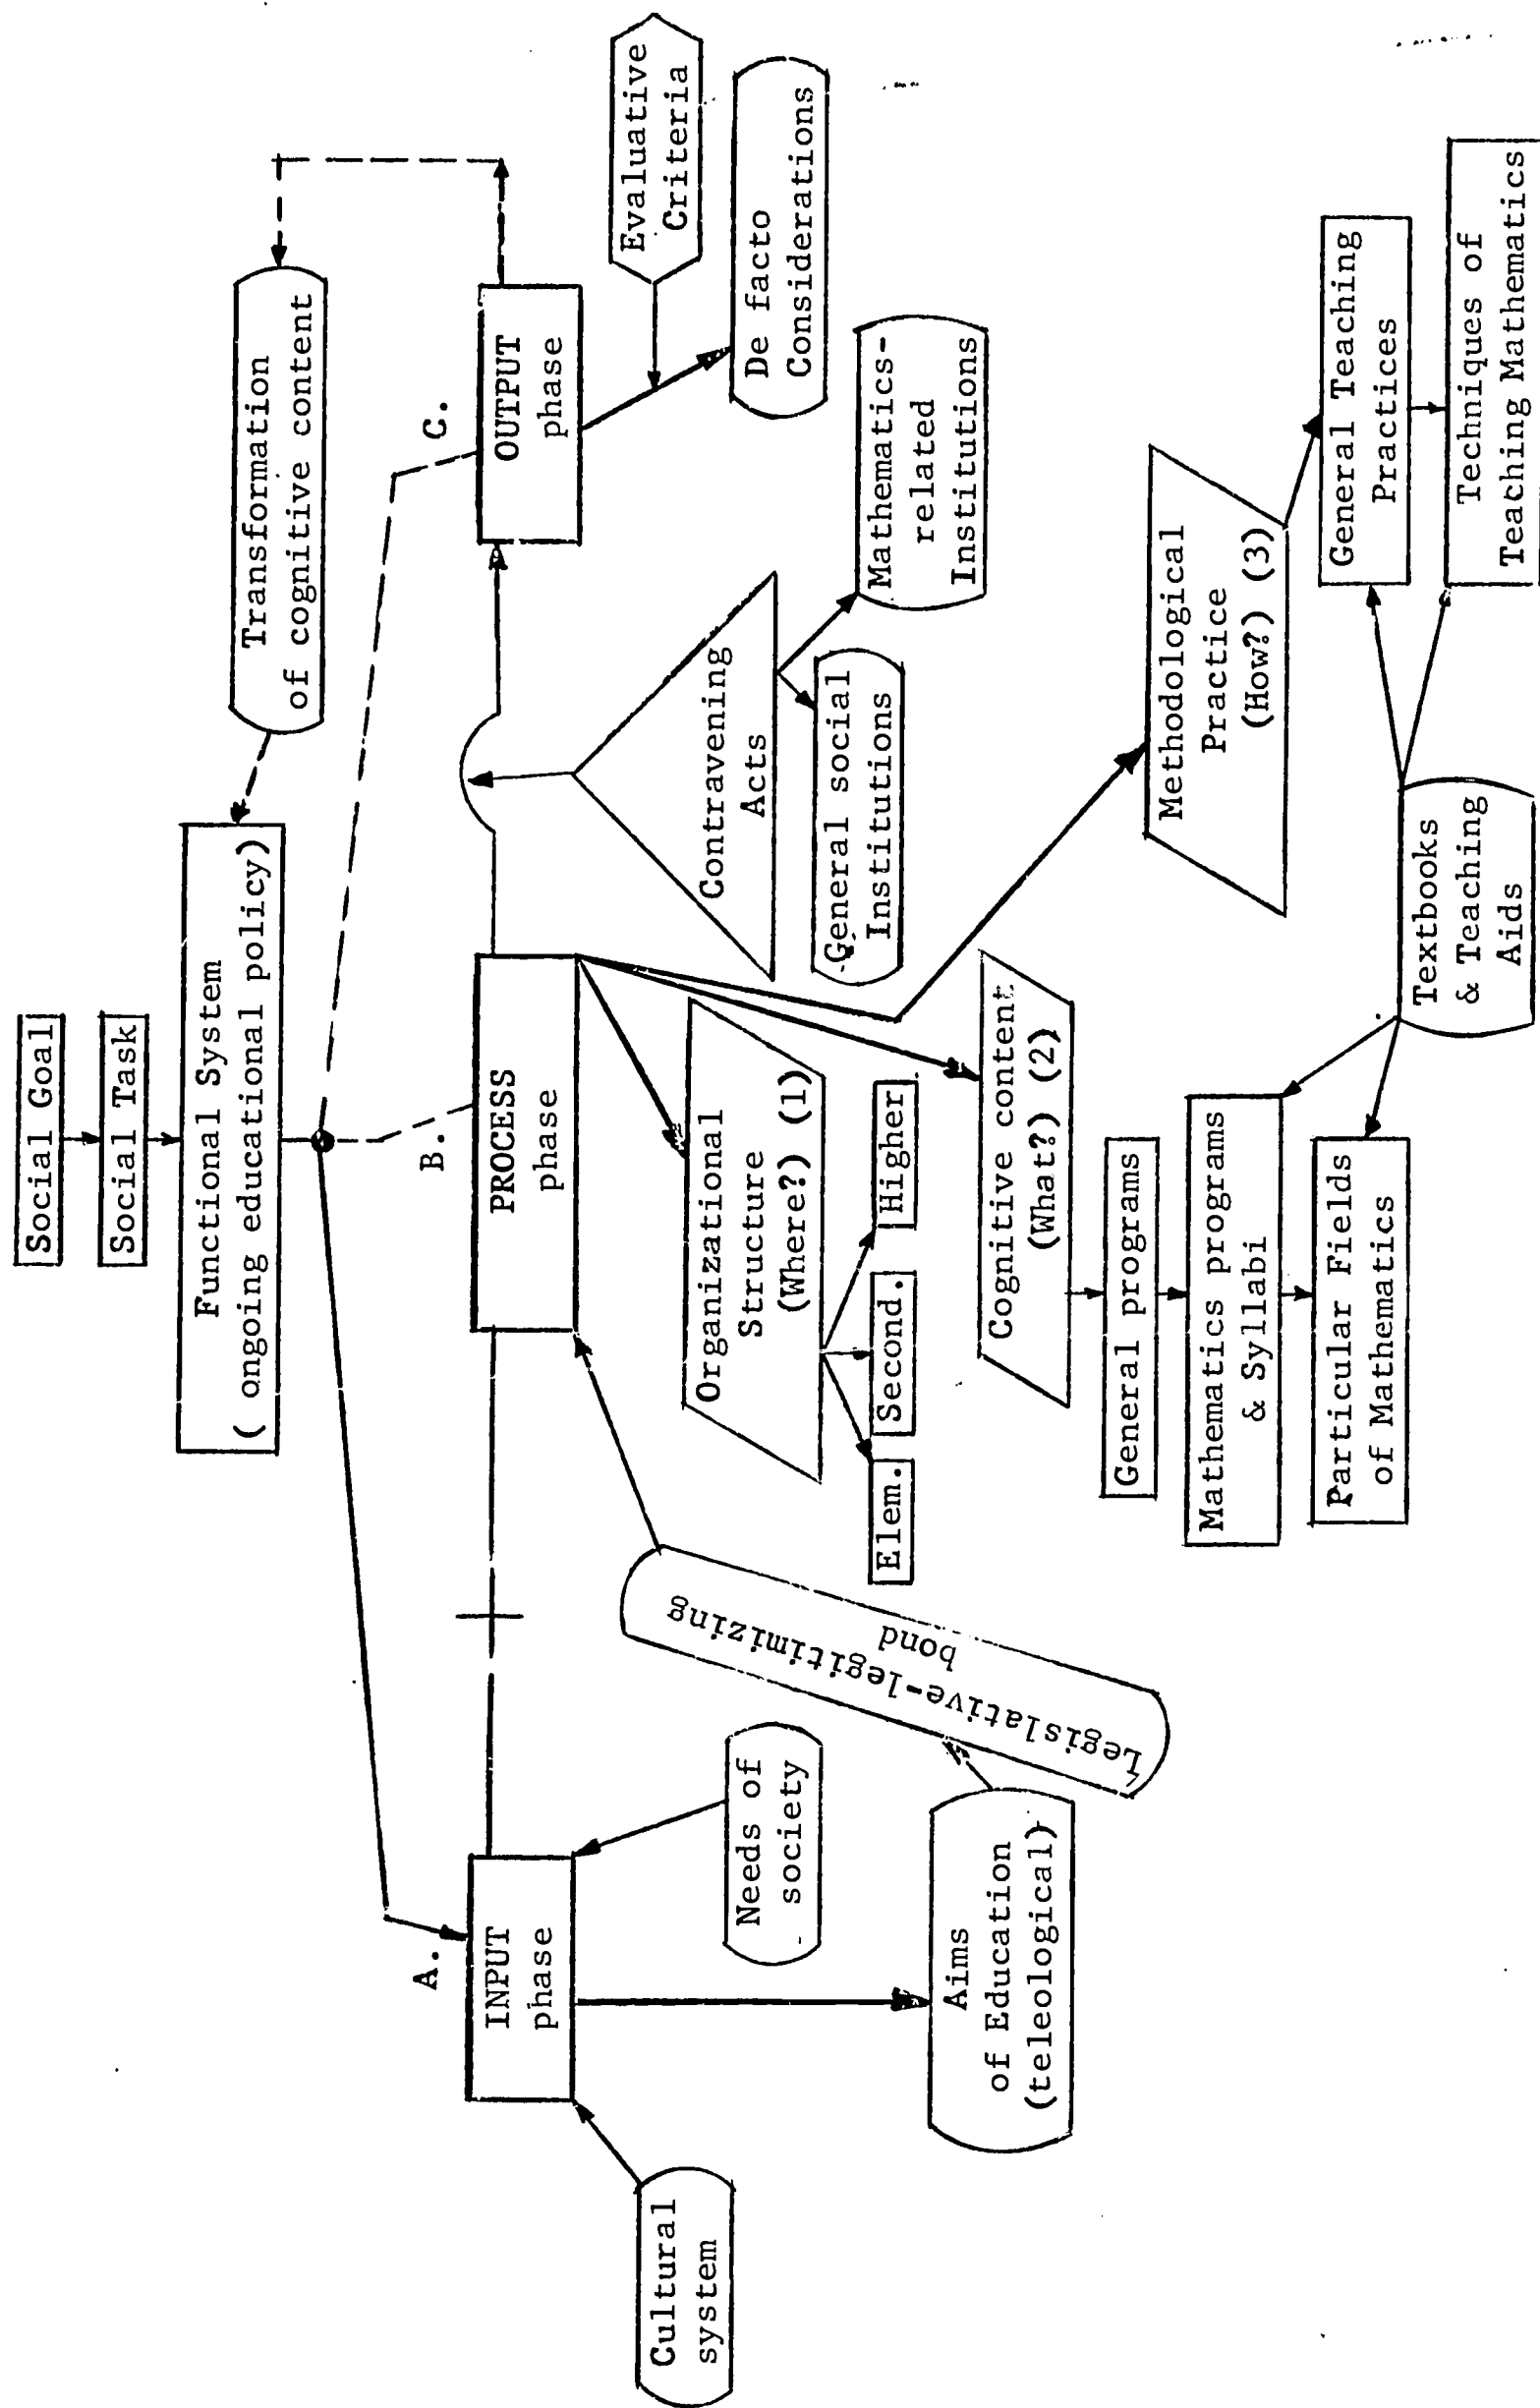 Social Goal
Social Task
Functional System
( ongoing educational policy)
Transformation
of cognitive content
A.
B.
C.
INPUT
phase
PROCESS
phase
OUTPUT
phase
Evaluative
Criteria
De facto
Considerations
Cultural
system
Needs of
society
Aims
of Education
(teleological)
Legislative-legitimizing
bond
Organizational
Structure
(Where?) (1)
Elem.
Second.
Higher
Contravening
Acts
General social
Institutions
Mathematics-
related
Institutions
Cognitive content
(What?) (2)
General programs
Mathematics programs
& Syllabi
Particular Fields
of Mathematics
Methodological
Practice
(How?) (3)
General Teaching
Practices
Techniques of
Teaching Mathematics
Textbooks
& Teaching
Aids